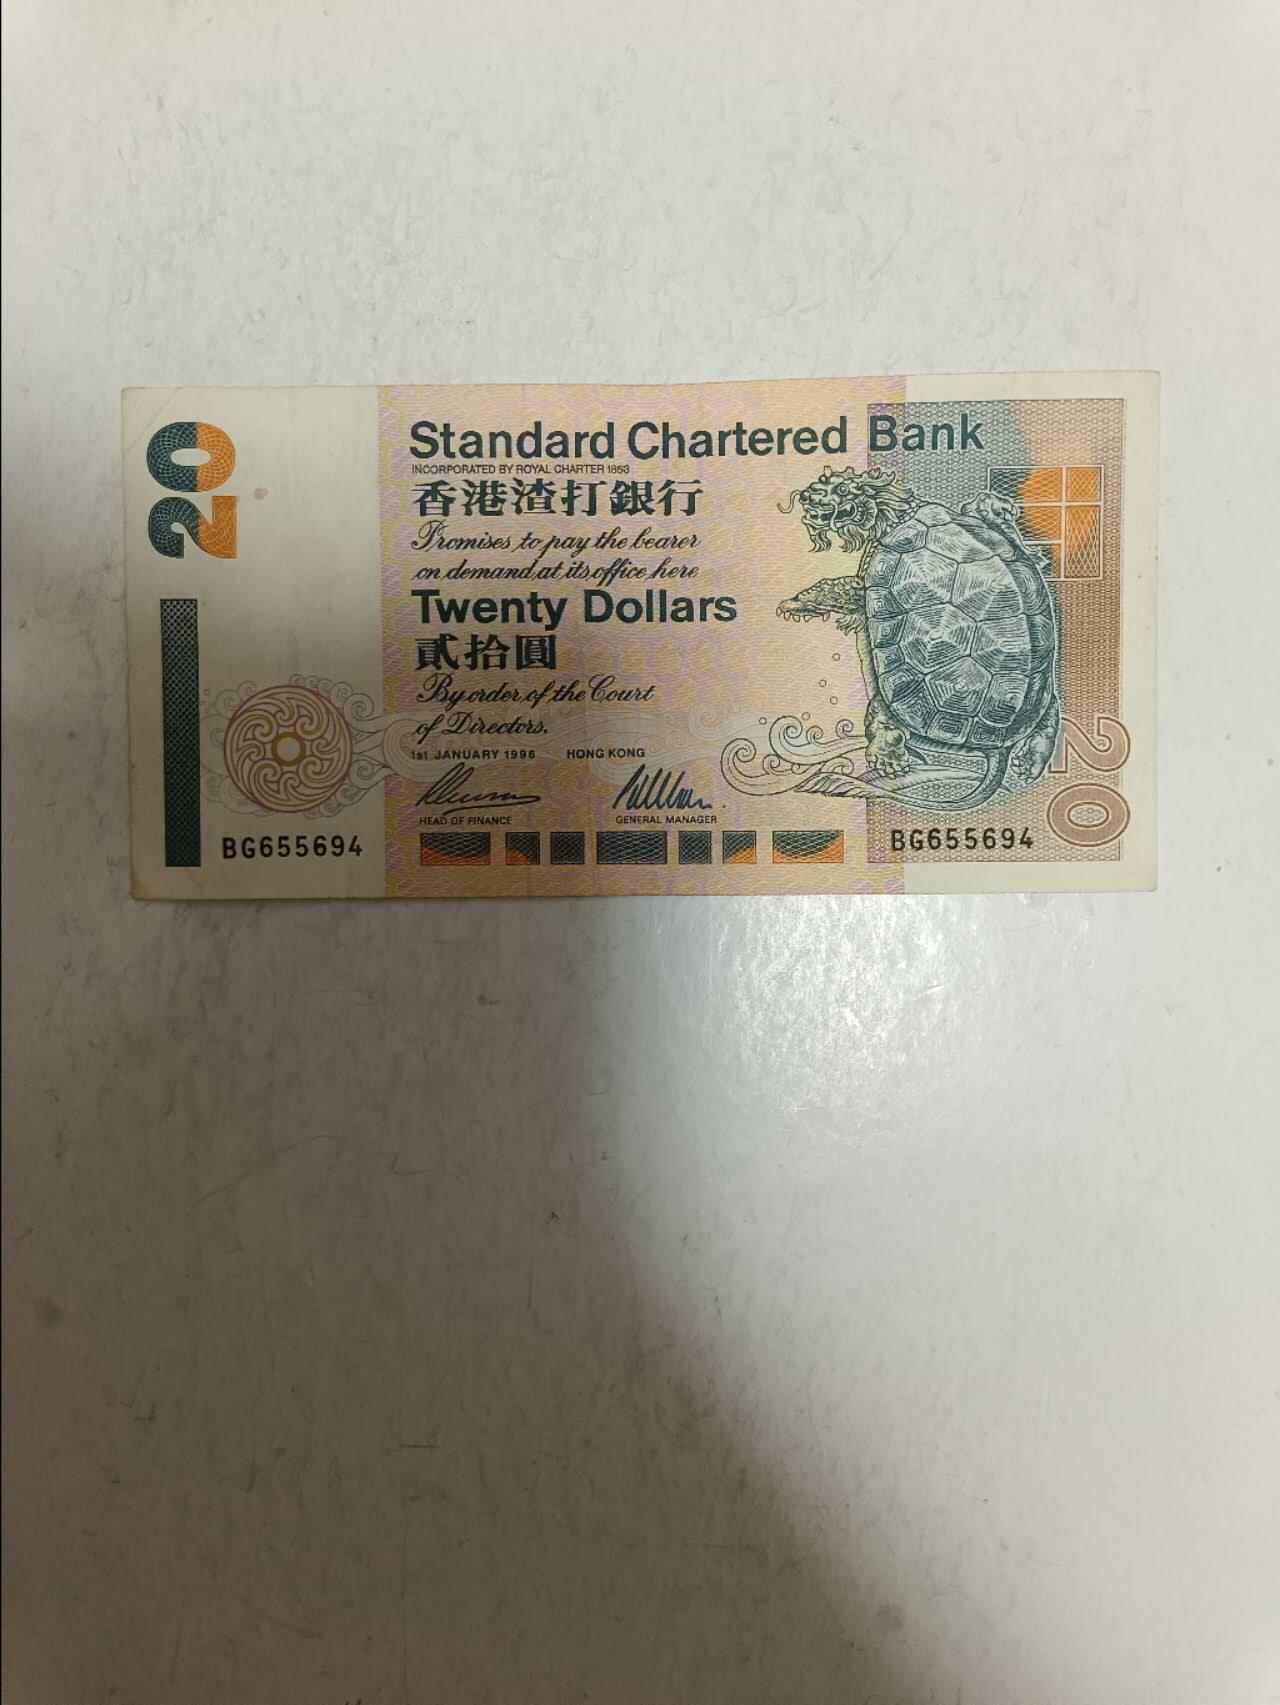 20
Standard Chartered Bank
INCORPORATED BY ROYAL CHARTER 1853
香港渣打銀行
Promises to pay the bearer
on demand at its office here
Twenty Dollars
貳拾圓
By order of the Court
of Directors.
1st JANUARY 1996 HONG KONG
HEAD OF FINANCE GENERAL MANAGER
BG655694 BG655694
20